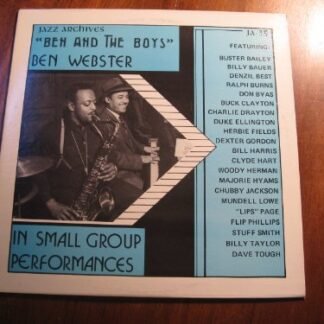 JAZZ ARCHIVES
JA-35
"BEN AND THE BOYS"
BEN WEBSTER
FEATURING:
BUSTER BAILEY
BILLY BAUER
DENZIL BEST
RALPH BURNS
DON BYAS
BUCK CLAYTON
CHARLIE DRAYTON
DUKE ELLINGTON
HERBIE FIELDS
DEXTER GORDON
BILL HARRIS
CLYDE HART
WOODY HERMAN
MARJORIE HYAMS
CHUBBY JACKSON
MUNDELL LOWE
"LIPS" PAGE
FLIP PHILLIPS
STUFF SMITH
BILLY TAYLOR
DAVE TOUGH
IN SMALL GROUP
PERFORMANCES